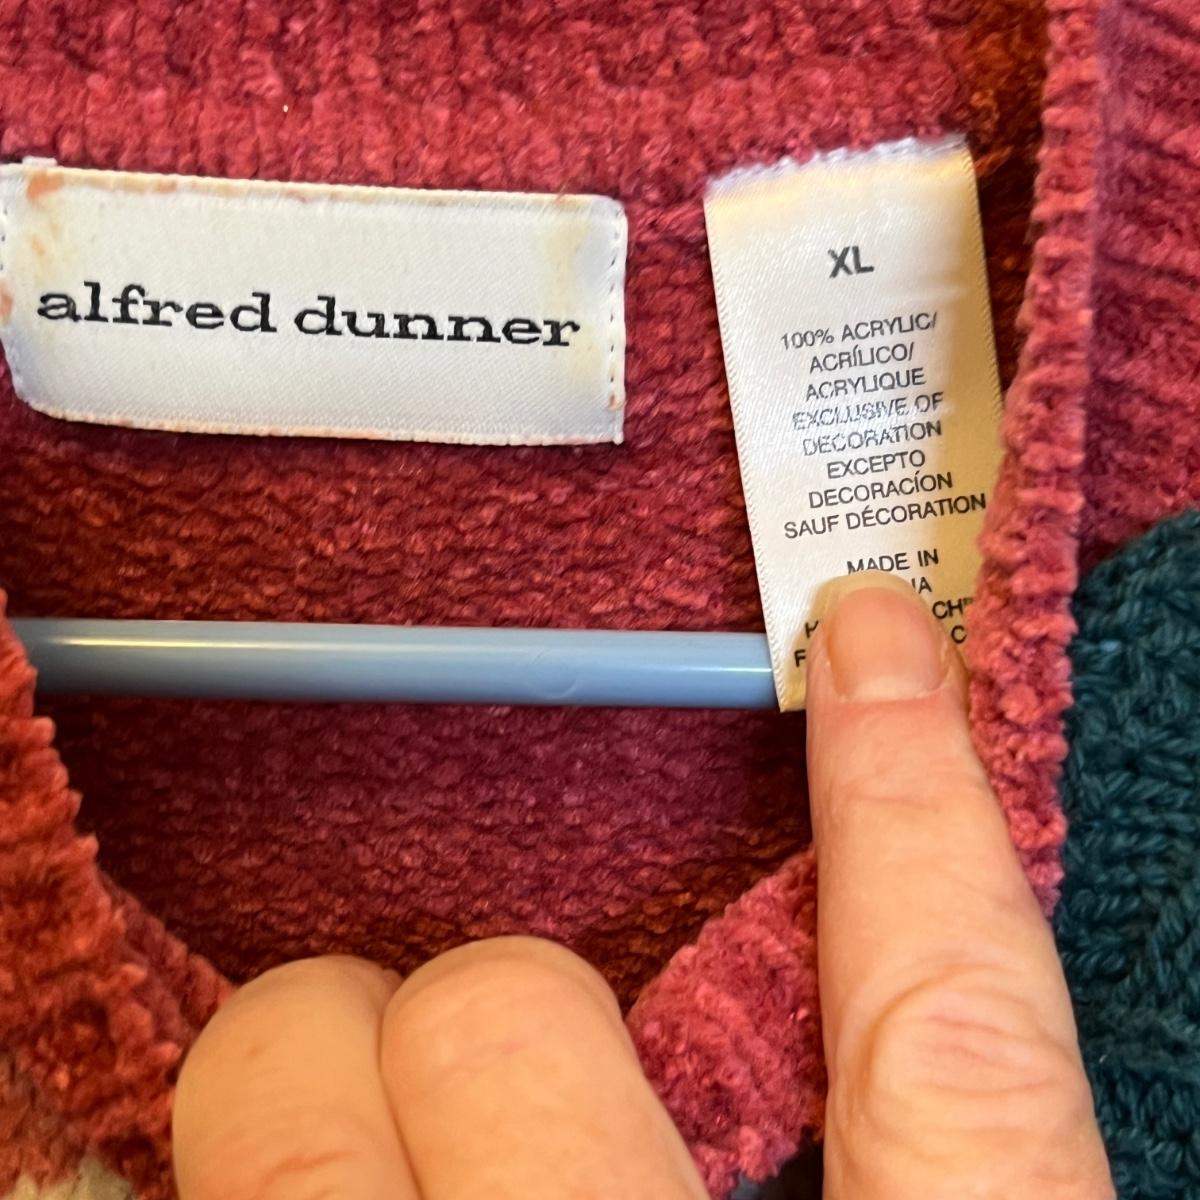 alfred dunner
XL
100% ACRYLIC/
ACRÍLICO/
ACRYLIQUE
EXCLUSIVE OF
DECORATION
EXCEPTO
DECORACÍON
SAUF DÉCORATION
MADE IN